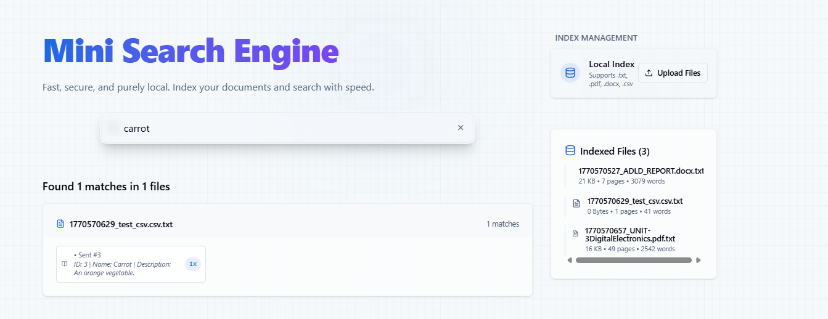 Mini Search Engine
Fast, secure, and purely local. Index your documents and search with speed.
carrot
Found 1 matches in 1 files
1770570629_test_csv.csv.txt
1 matches
• Sent #3
ID: 3 | Name: Carrot | Description:
An orange vegetable.
1x
INDEX MANAGEMENT
Local Index
Supports .txt,
.pdf, .docx, .csv
Upload Files
Indexed Files (3)
1770570527_ADLD_REPORT.docx.txt
21 KB • 7 pages • 3079 words
1770570629_test_csv.csv.txt
0 Bytes • 1 pages • 41 words
1770570657_UNIT-
3DigitalElectronics.pdf.txt
16 KB • 49 pages • 2542 words